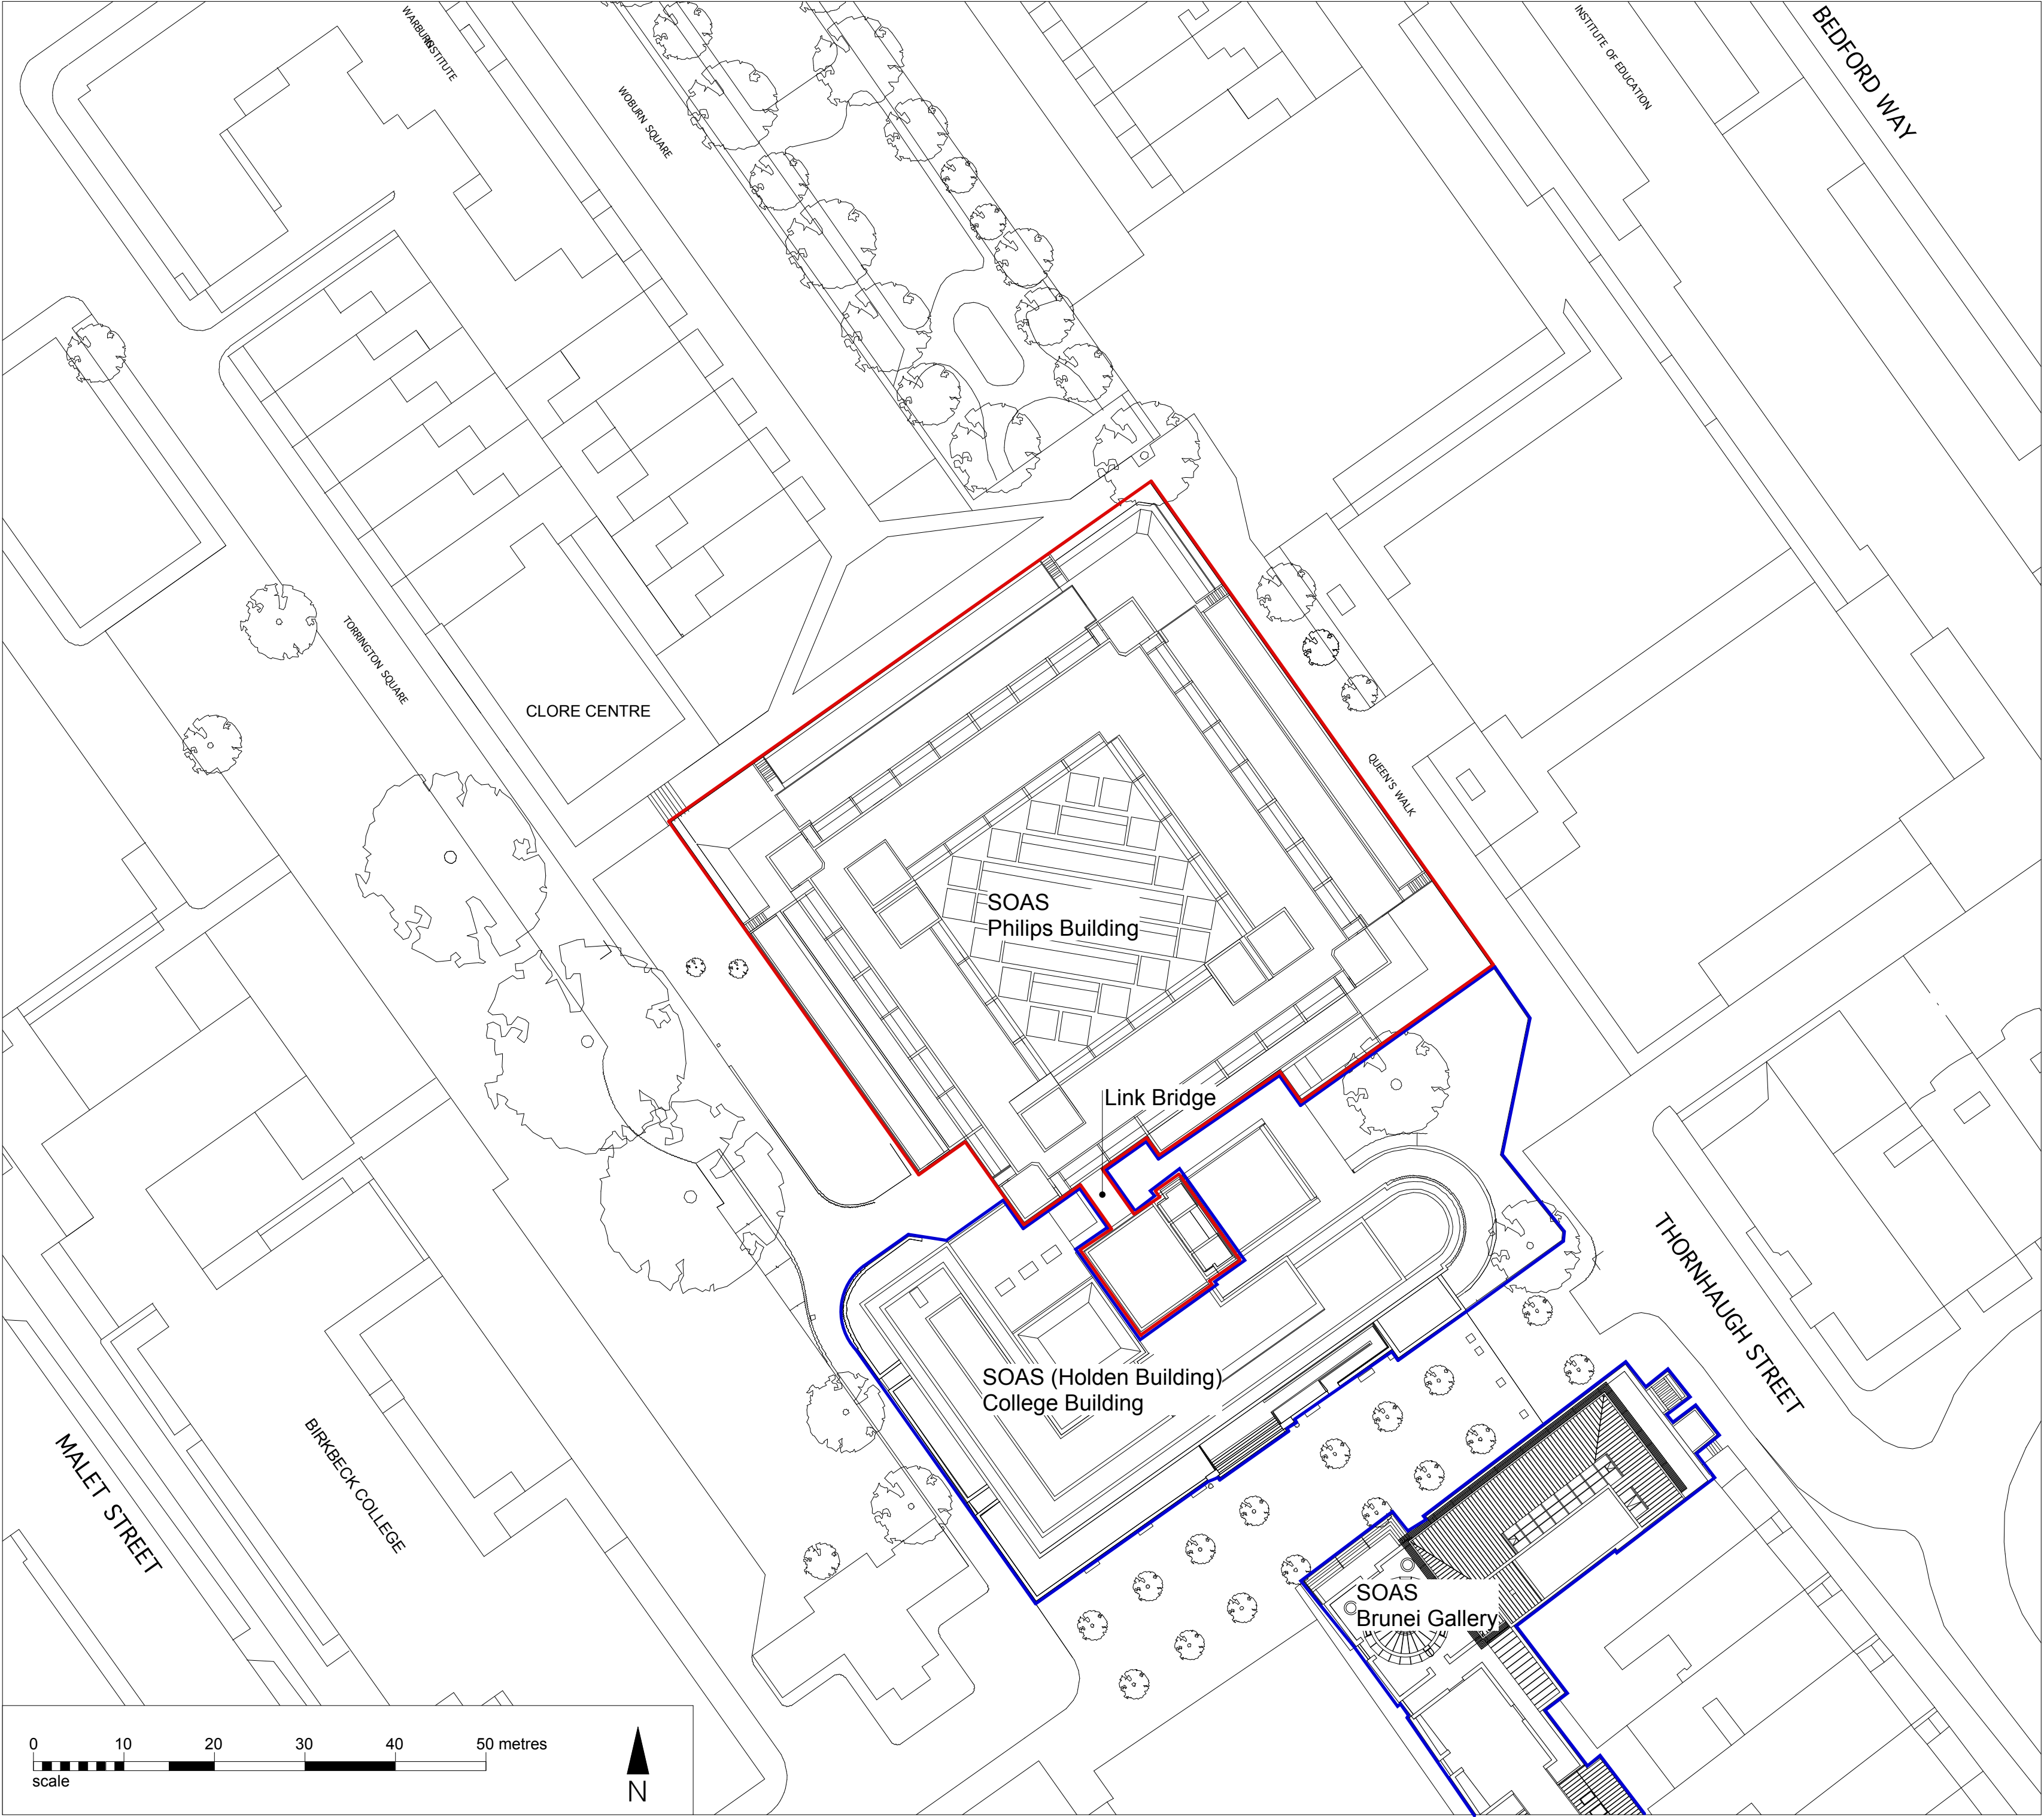 WARBURG
INSTITUTE
WOBURN SQUARE
INSTITUTE OF EDUCATION
BEDFORD WAY
TORRINGTON SQUARE
CLORE CENTRE
QUEEN'S WALK
SOAS
Philips Building
Link Bridge
THORNHAUGH STREET
SOAS (Holden Building)
College Building
MALET STREET
BIRKBECK COLLEGE
SOAS
Brunei Gallery
0 10 20 30 40 50 metres
scale
N